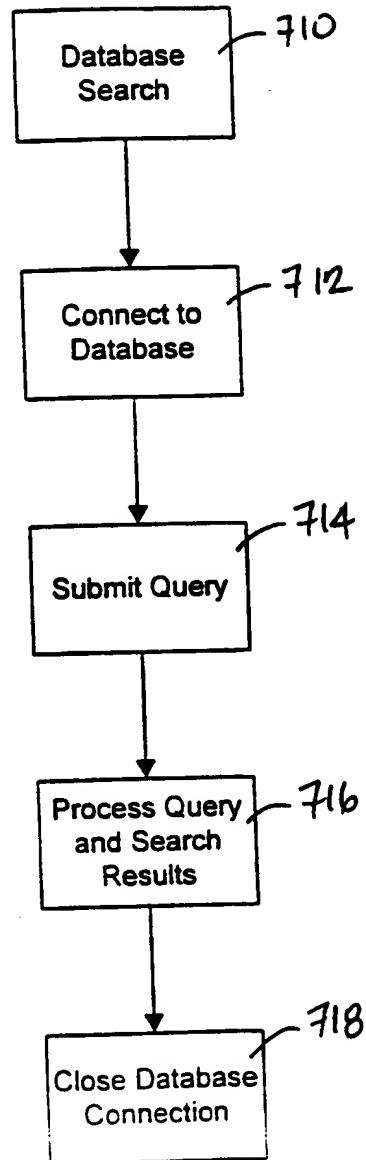 710
Database
Search
712
Connect to
Database
714
Submit Query
716
Process Query
and Search
Results
718
Close Database
Connection